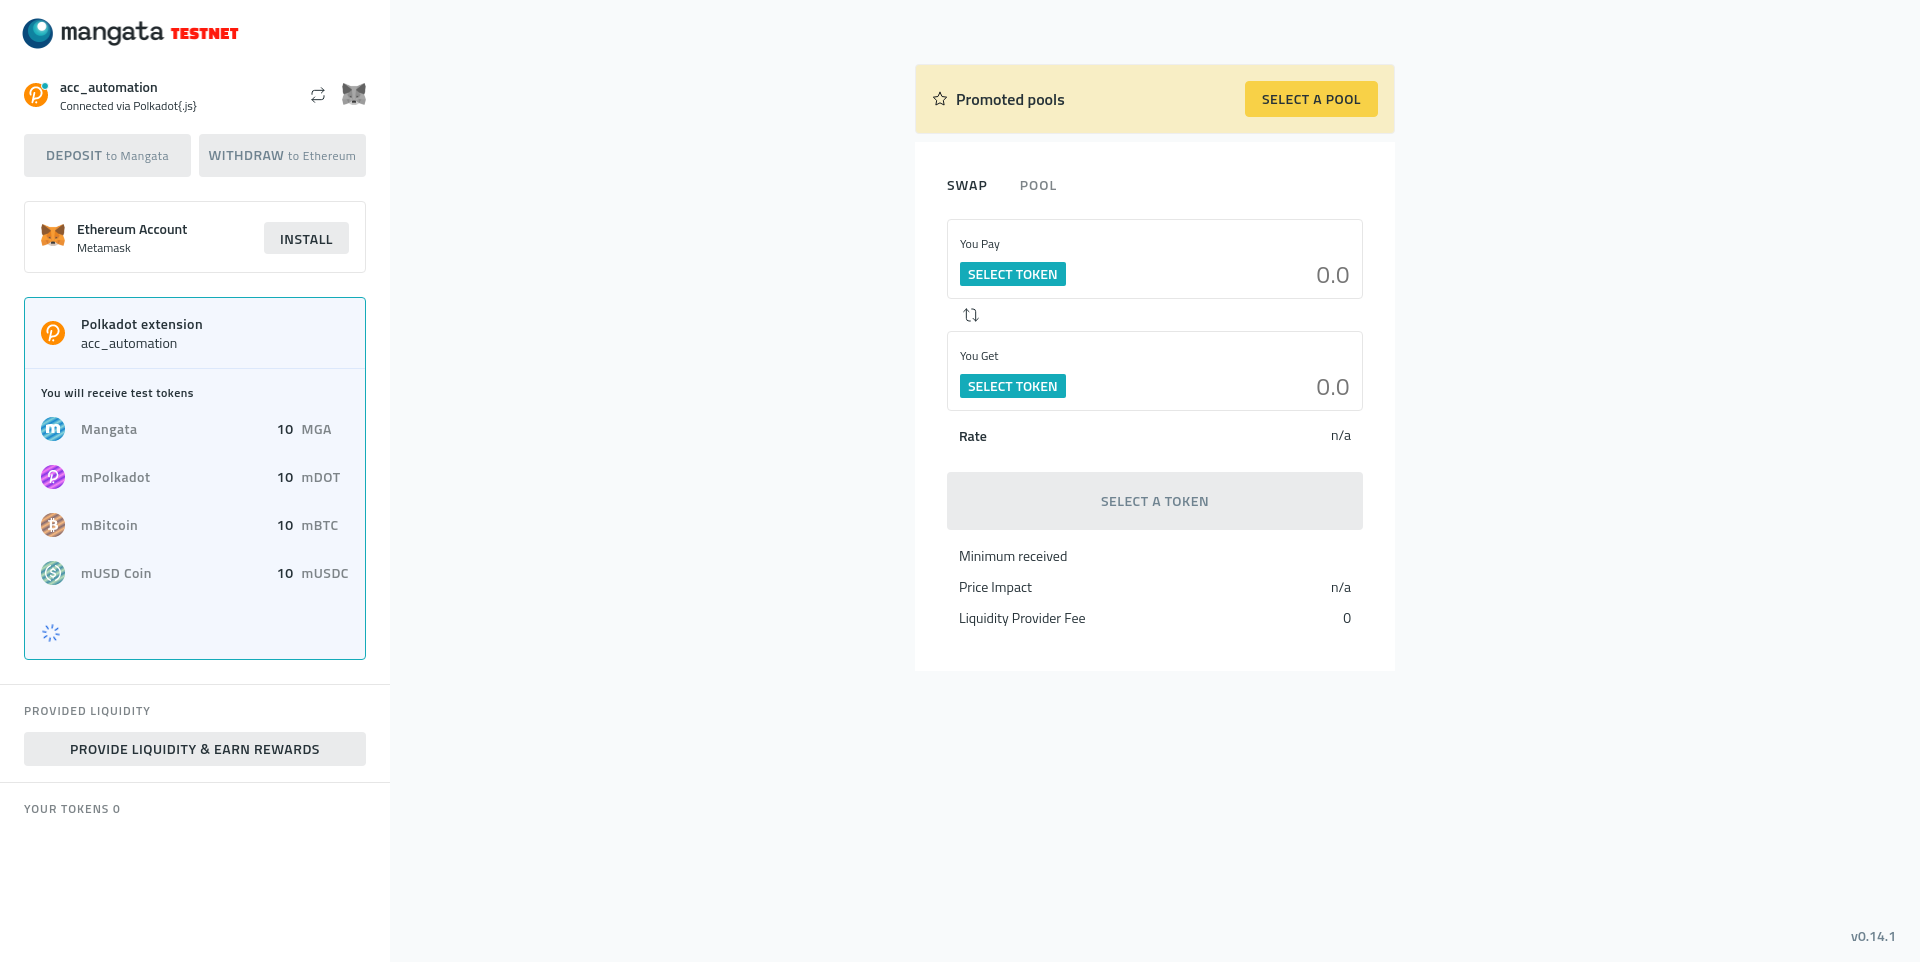 mangata TESTNET
acc_automation
Connected via Polkadot{.js}
DEPOSIT to Mangata
WITHDRAW to Ethereum
Ethereum Account
Metamask
INSTALL
Polkadot extension
acc_automation
You will receive test tokens
Mangata 10 MGA
mPolkadot 10 mDOT
mBitcoin 10 mBTC
mUSD Coin 10 mUSDC
PROVIDED LIQUIDITY
PROVIDE LIQUIDITY & EARN REWARDS
YOUR TOKENS 0
Promoted pools
SELECT A POOL
SWAP POOL
You Pay
SELECT TOKEN 0.0
You Get
SELECT TOKEN 0.0
Rate n/a
SELECT A TOKEN
Minimum received
Price Impact n/a
Liquidity Provider Fee 0
v0.14.1